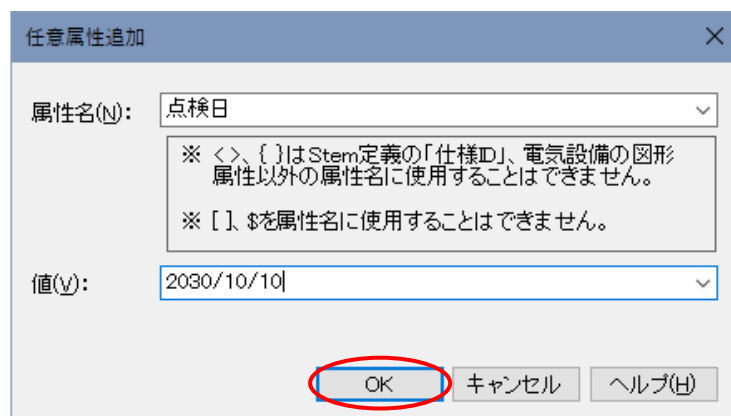 任意属性追加
属性名(N): 点検日
※ < >、{ }はStem定義の「仕様ID」、電気設備の図形
属性以外の属性名に使用することはできません。
※ [ ]、$を属性名に使用することはできません。
値(V): 2030/10/10
OK キャンセル ヘルプ(H)